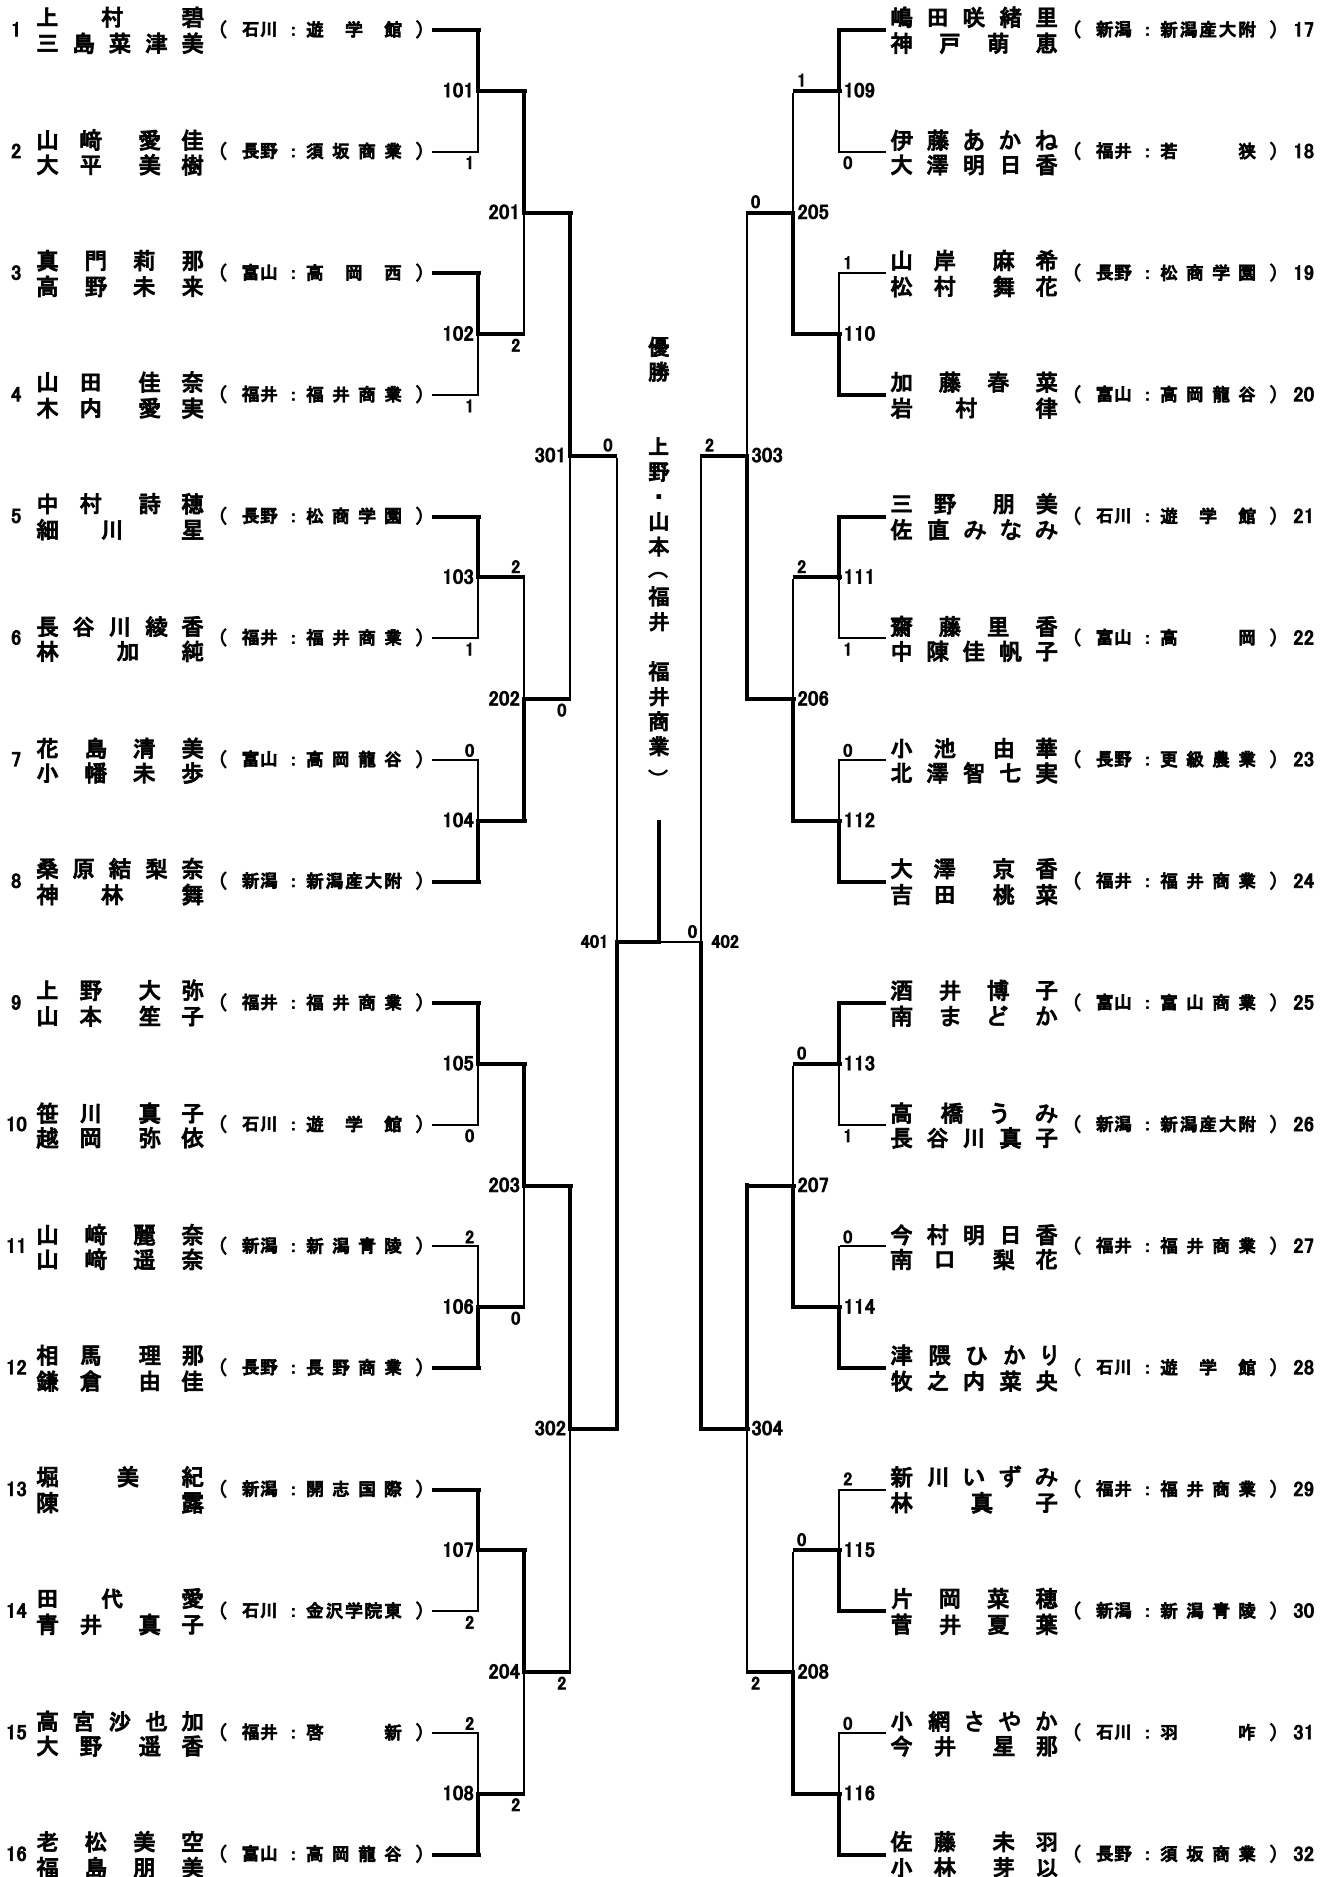 1 上村碧 三島菜津美 (石川:遊学館)
101
2 山﨑愛佳 大平美樹 (長野:須坂商業)
1
201
3 真門莉那 高野未来 (富山:高岡西)
102
2
4 山田佳奈 木内愛実 (福井:福井商業)
1
301
0
5 中村詩穂 細川星 (長野:松商学園)
103
2
6 長谷川綾香 林加純 (福井:福井商業)
1
202
0
7 花島清美 小幡未歩 (富山:高岡龍谷)
0
104
8 桑原結梨奈 神林舞 (新潟:新潟産大附)
401
9 上野大弥 山本笙子 (福井:福井商業)
105
10 笹川真子 越岡弥依 (石川:遊学館)
0
203
11 山﨑麗奈 山﨑遥奈 (新潟:新潟青陵)
2
106
0
12 相馬理那 鎌倉由佳 (長野:長野商業)
302
13 堀美紀 陳露 (新潟:開志国際)
107
14 田代愛 青井真子 (石川:金沢学院東)
2
204
2
15 高宮沙也加 大野遥香 (福井:啓新)
2
108
2
16 老松美空 福島朋美 (富山:高岡龍谷)
優勝 上野・山本(福井 福井商業)
嶋田咲緒里 神戸萌恵 (新潟:新潟産大附) 17
1
109
伊藤あかね 大澤明日香 (福井:若狭) 18
0
0
205
山岸麻希 松村舞花 (長野:松商学園) 19
1
110
加藤春菜 岩村律 (富山:高岡龍谷) 20
2
303
三野朋美 佐直みなみ (石川:遊学館) 21
2
111
齋藤里香 中陳佳帆子 (富山:高岡) 22
1
206
小池由華 北澤智七実 (長野:更級農業) 23
0
112
大澤京香 吉田桃菜 (福井:福井商業) 24
0
402
酒井博子 南まどか (富山:富山商業) 25
0
113
高橋うみ 長谷川真子 (新潟:新潟産大附) 26
1
207
今村明日香 南口梨花 (福井:福井商業) 27
0
114
津隈ひかり 牧之内菜央 (石川:遊学館) 28
304
新川いずみ 林真子 (福井:福井商業) 29
2
0
115
片岡菜穂 菅井夏葉 (新潟:新潟青陵) 30
2
208
小網さやか 今井星那 (石川:羽咋) 31
0
116
佐藤未羽 小林芽以 (長野:須坂商業) 32